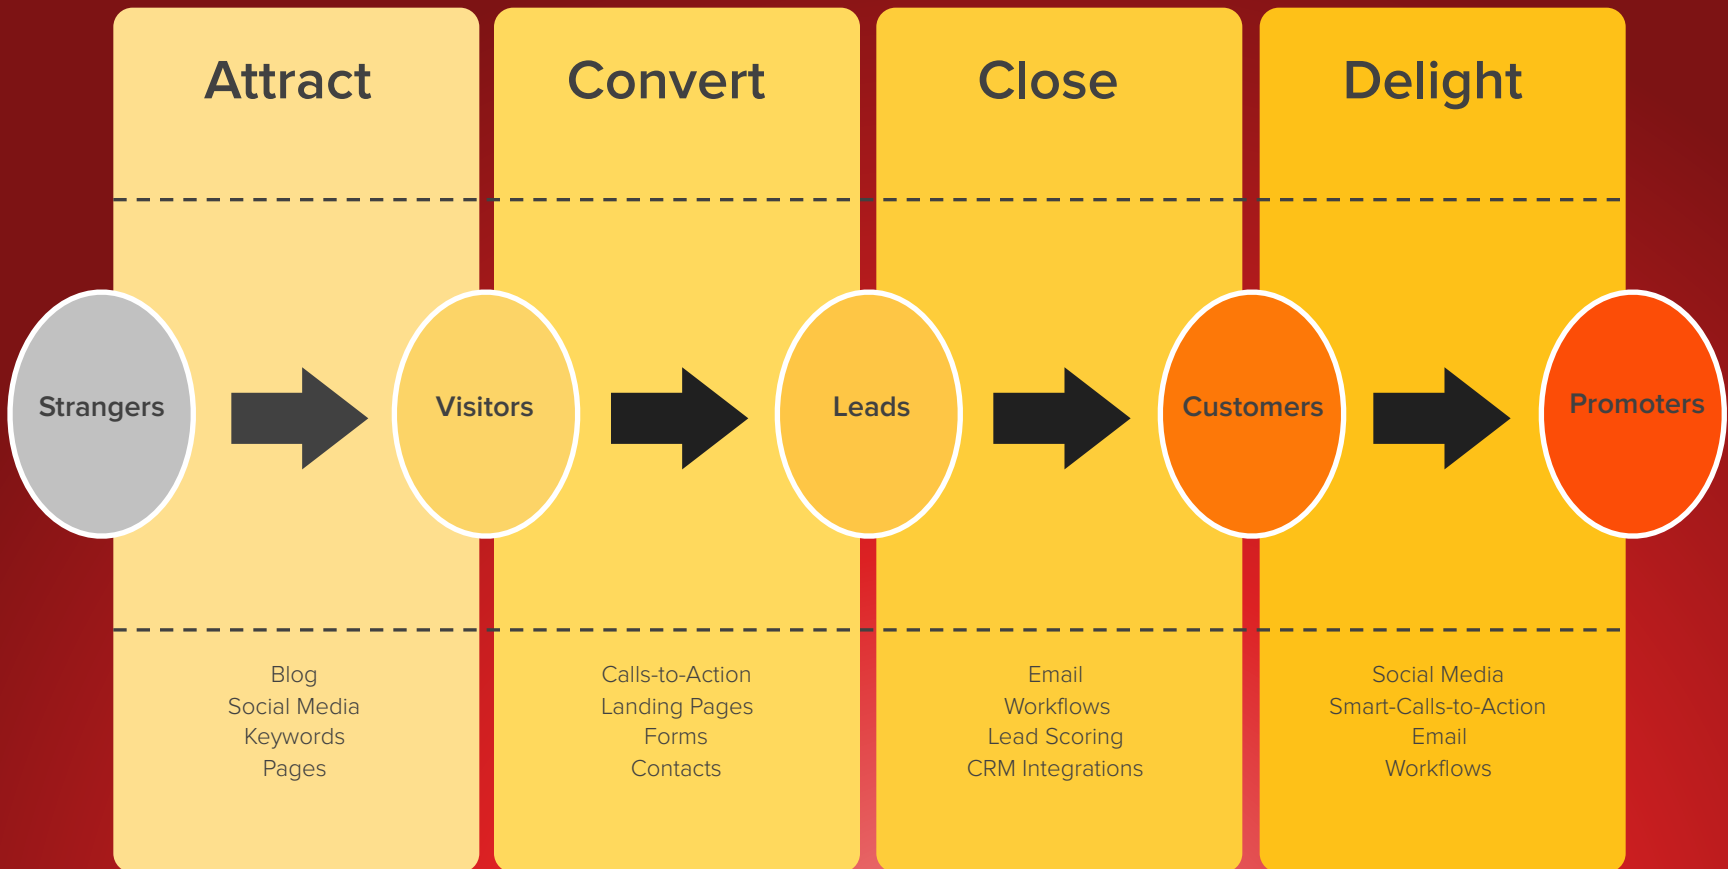 Attract
Convert
Close
Delight
Strangers
Visitors
Leads
Customers
Promoters
Blog
Social Media
Keywords
Pages
Calls-to-Action
Landing Pages
Forms
Contacts
Email
Workflows
Lead Scoring
CRM Integrations
Social Media
Smart-Calls-to-Action
Email
Workflows